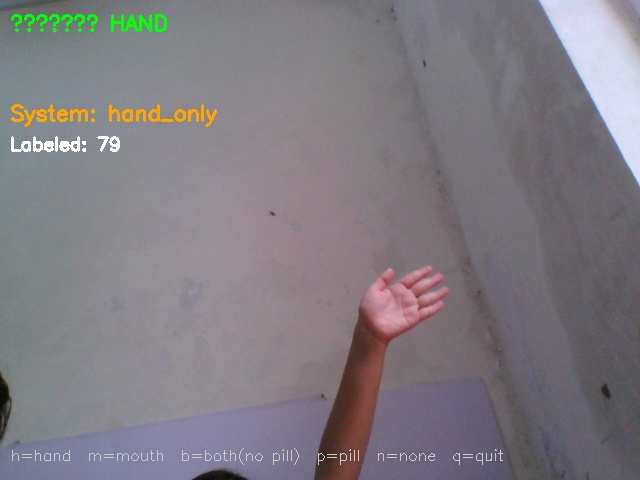 ??????? HAND
System: hand_only
Labeled: 79
h=hand m=mouth b=both(no pill) p=pill n=none q=quit